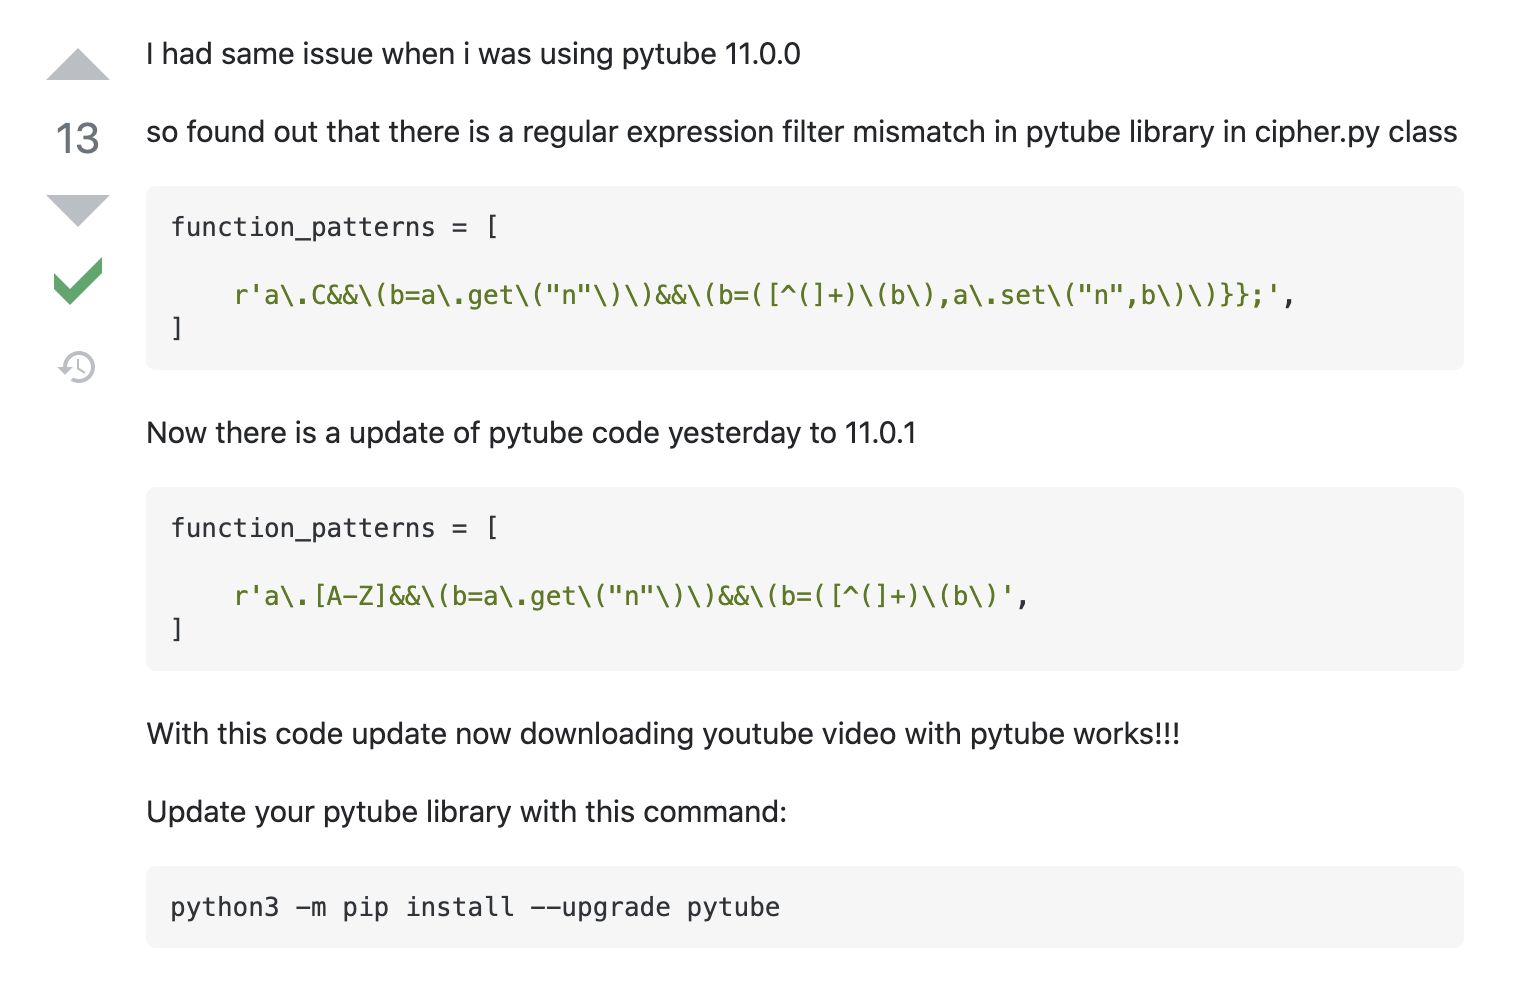 I had same issue when i was using pytube 11.0.0
13
so found out that there is a regular expression filter mismatch in pytube library in cipher.py class
function_patterns = [
r'a\.C&&\(b=a\.get\("n"\)\)&&\(b=([^(]+)\(b\),a\.set\("n",b\)\)}};',
]
Now there is a update of pytube code yesterday to 11.0.1
function_patterns = [
r'a\.[A-Z]&&\(b=a\.get\("n"\)\)&&\(b=([^(]+)\(b\)',
]
With this code update now downloading youtube video with pytube works!!!
Update your pytube library with this command:
python3 -m pip install --upgrade pytube